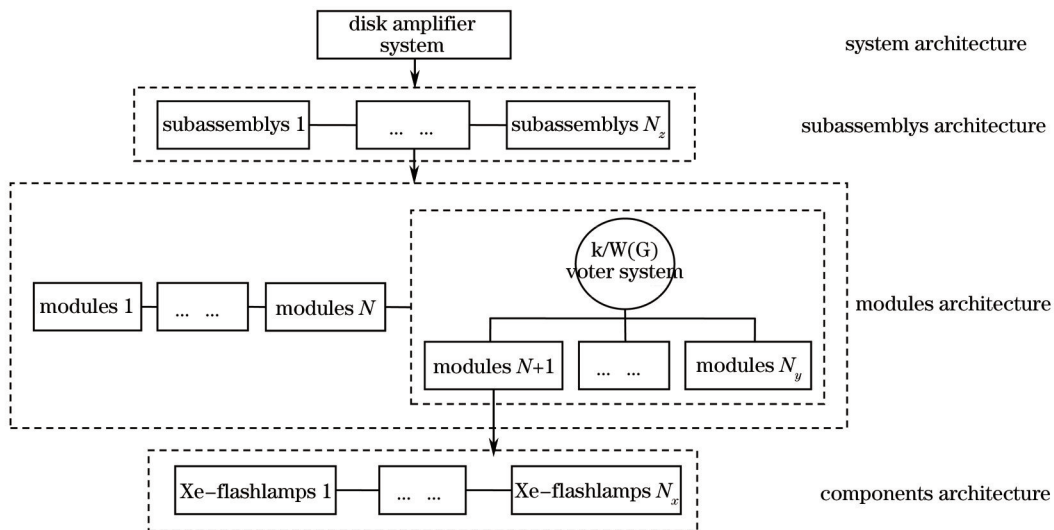 disk amplifier
system
system architecture
subassemblys 1
... ...
subassemblys N_z
subassemblys architecture
k/W(G)
voter system
modules 1
... ...
modules N
modules architecture
modules N+1
... ...
modules N_y
Xe-flashlamps 1
... ...
Xe-flashlamps N_x
components architecture